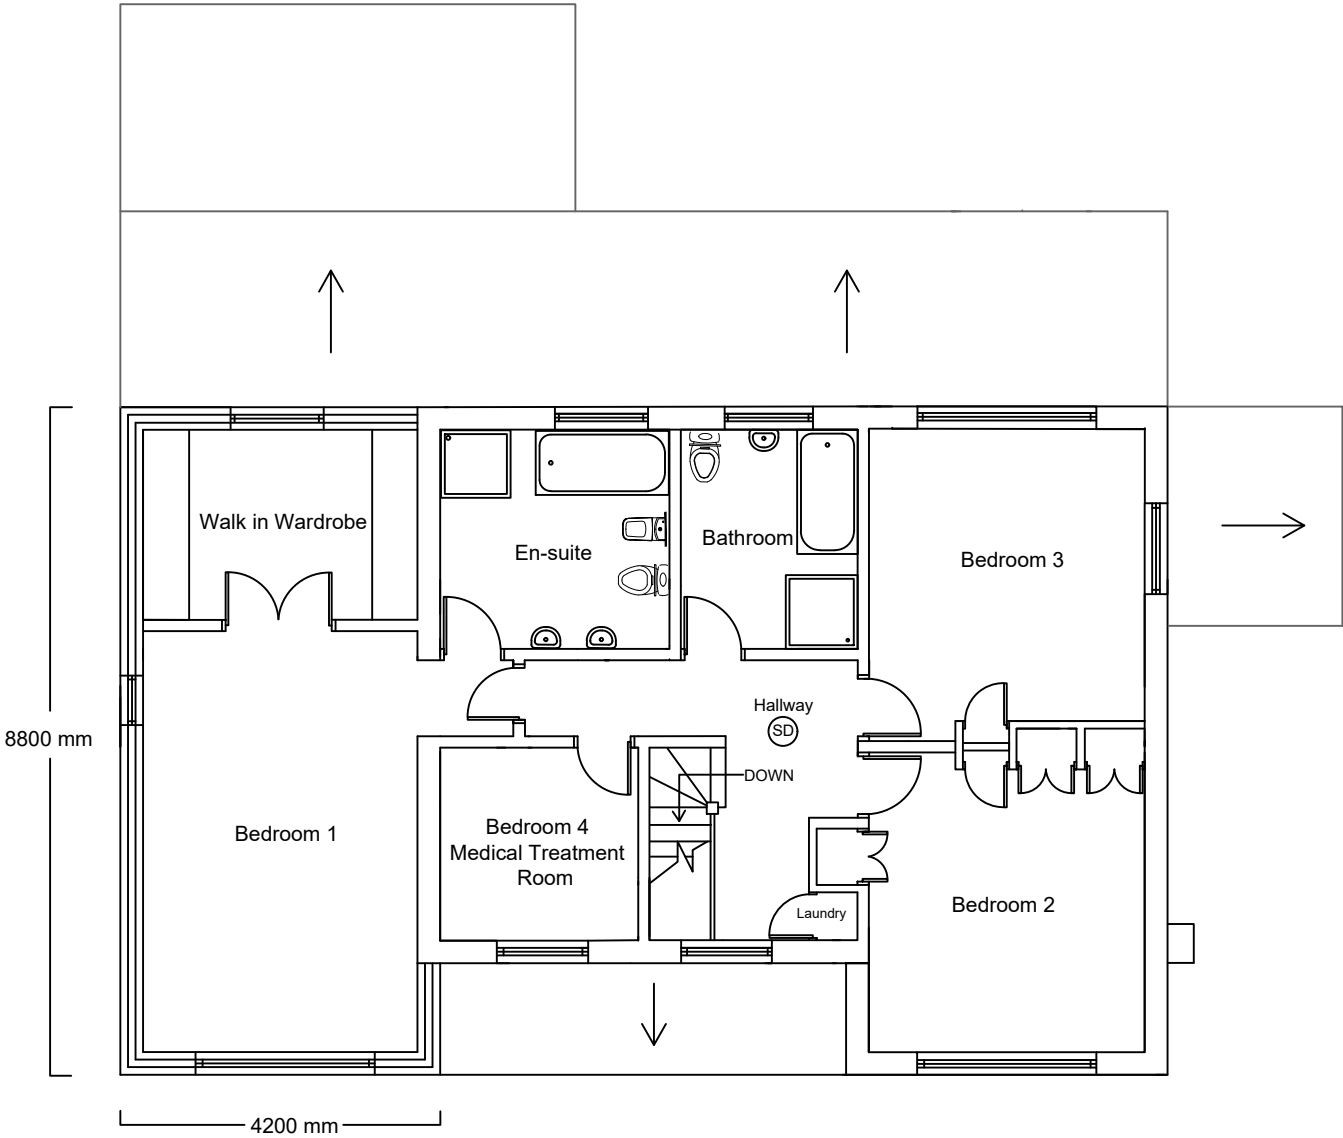 Walk in Wardrobe
En-suite
Bathroom
Bedroom 3
Hallway
SD
8800 mm
DOWN
Bedroom 1
Bedroom 4
Medical Treatment
Room
Laundry
Bedroom 2
4200 mm